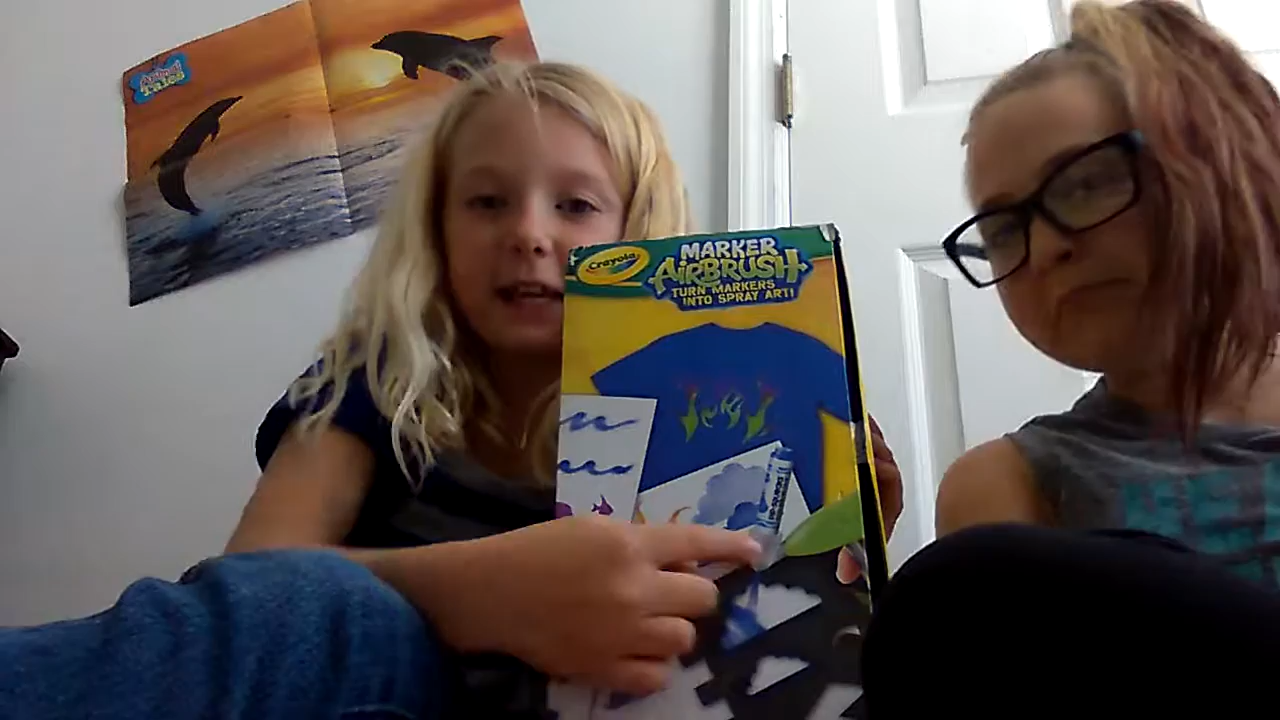 Animal
Tales
Crayola
MARKER
AIRBRUSH
TURN MARKERS
INTO SPRAY ART!